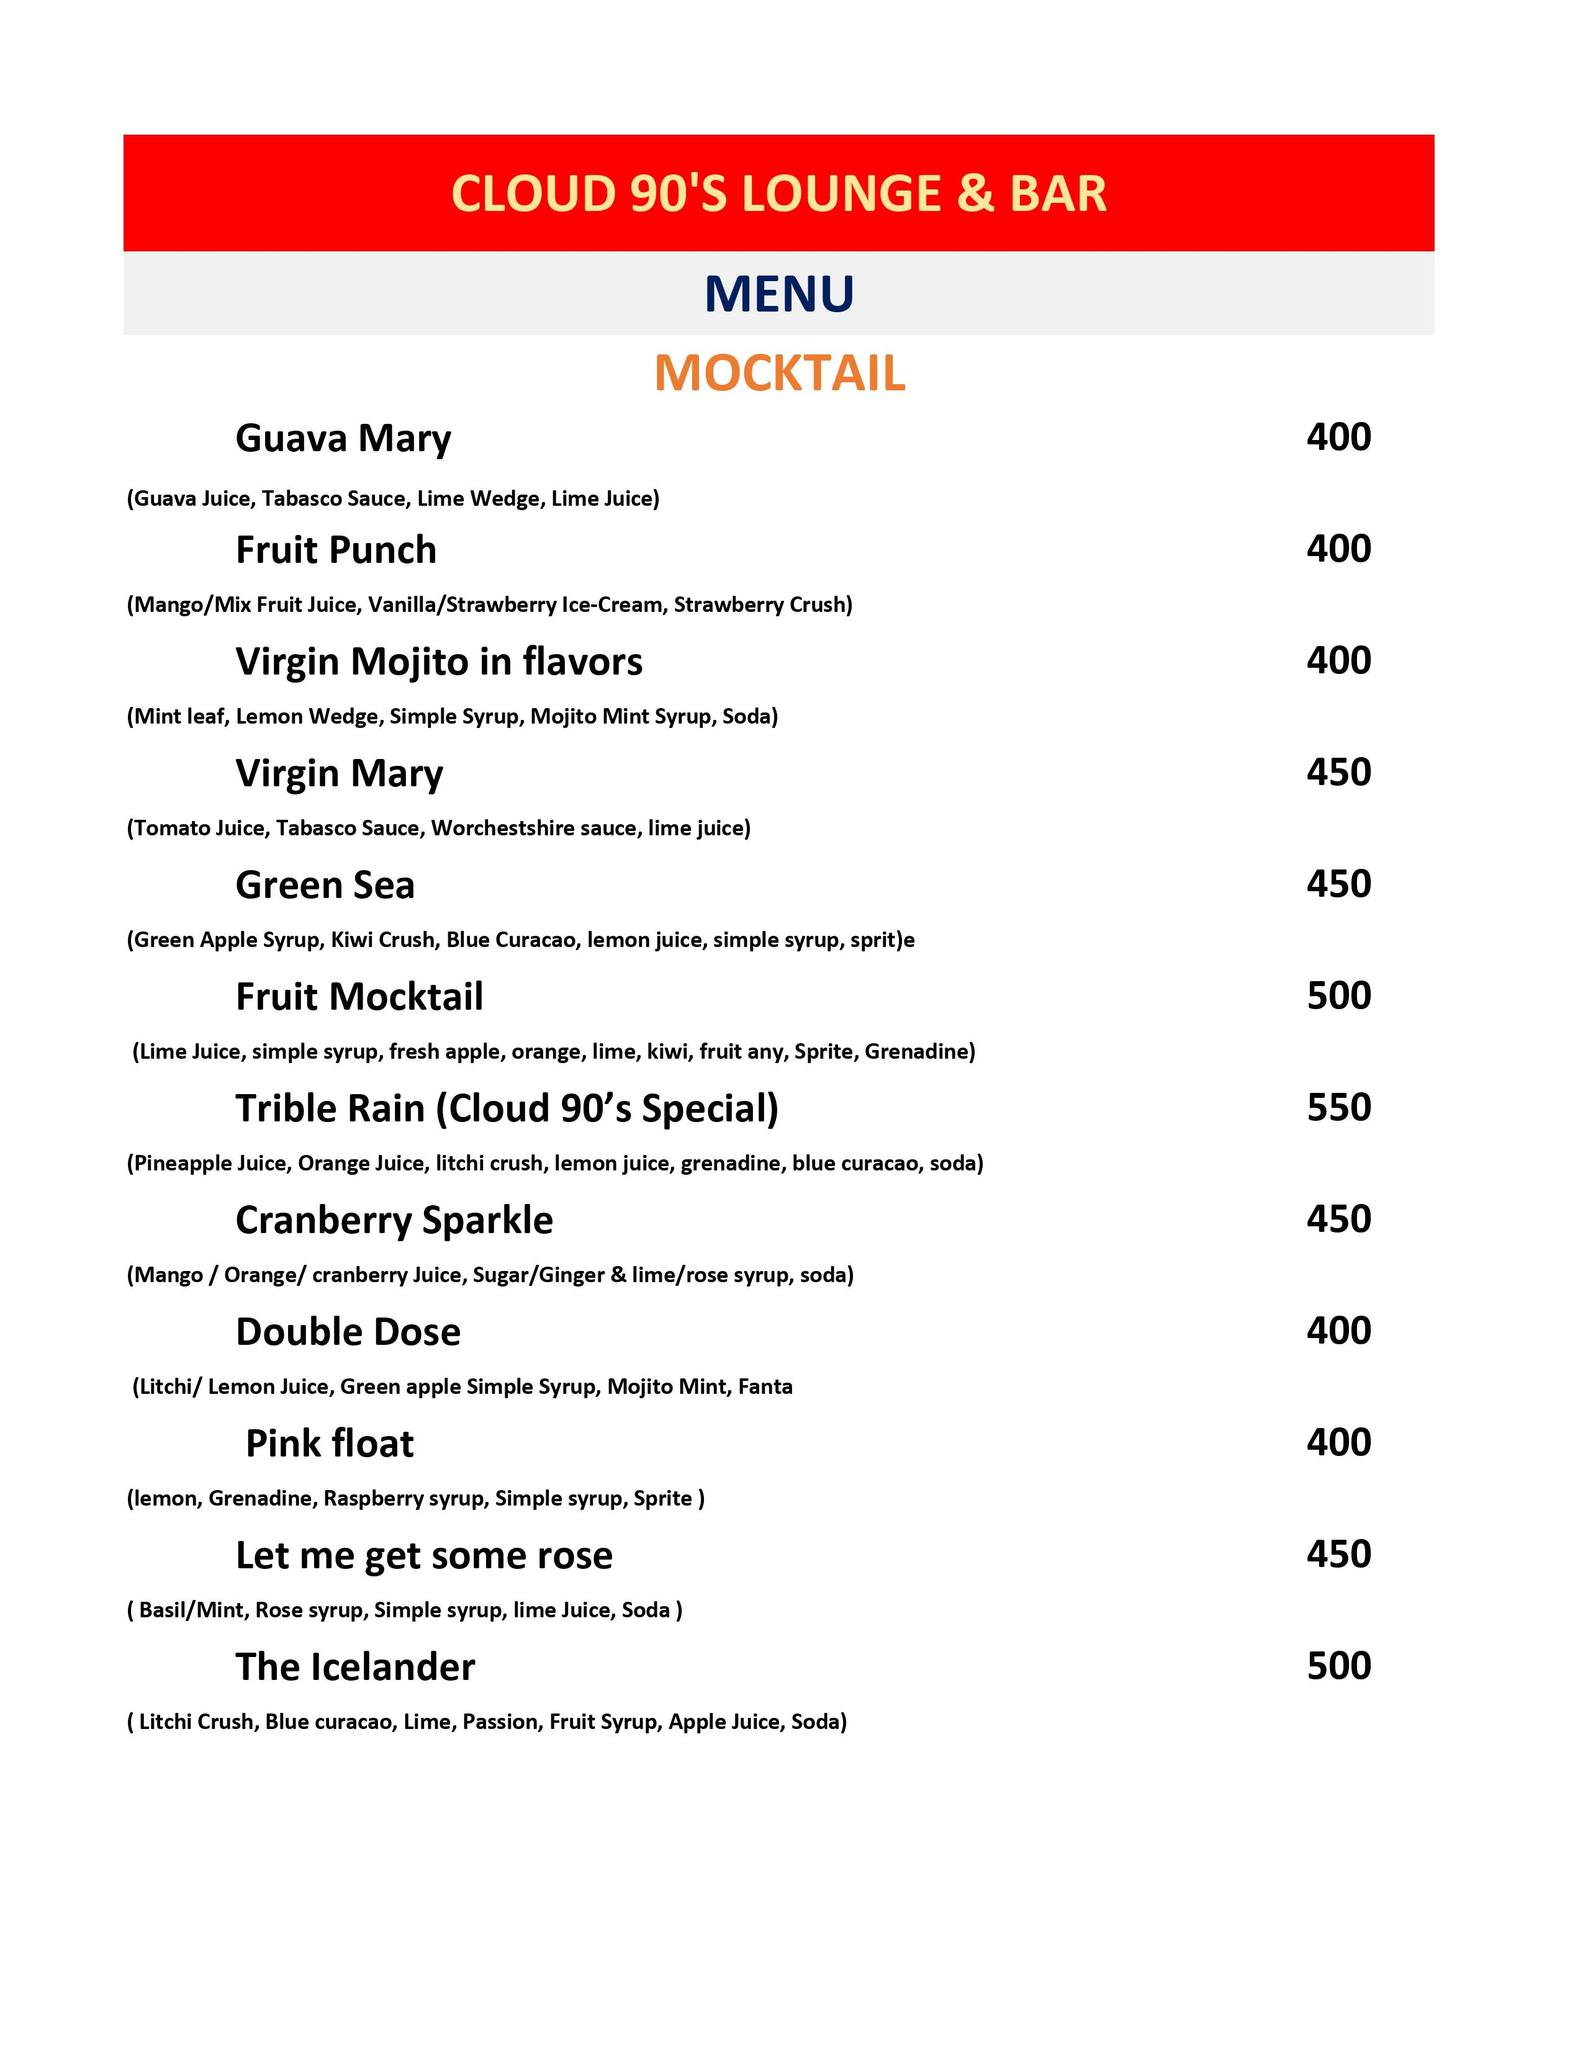 CLOUD 90'S LOUNGE & BAR
MENU
MOCKTAIL
Guava Mary 400
(Guava Juice, Tabasco Sauce, Lime Wedge, Lime Juice)
Fruit Punch 400
(Mango/Mix Fruit Juice, Vanilla/Strawberry Ice-Cream, Strawberry Crush)
Virgin Mojito in flavors 400
(Mint leaf, Lemon Wedge, Simple Syrup, Mojito Mint Syrup, Soda)
Virgin Mary 450
(Tomato Juice, Tabasco Sauce, Worchestshire sauce, lime juice)
Green Sea 450
(Green Apple Syrup, Kiwi Crush, Blue Curacao, lemon juice, simple syrup, sprit)e
Fruit Mocktail 500
(Lime Juice, simple syrup, fresh apple, orange, lime, kiwi, fruit any, Sprite, Grenadine)
Trible Rain (Cloud 90’s Special) 550
(Pineapple Juice, Orange Juice, litchi crush, lemon juice, grenadine, blue curacao, soda)
Cranberry Sparkle 450
(Mango / Orange/ cranberry Juice, Sugar/Ginger & lime/rose syrup, soda)
Double Dose 400
(Litchi/ Lemon Juice, Green apple Simple Syrup, Mojito Mint, Fanta
Pink float 400
(lemon, Grenadine, Raspberry syrup, Simple syrup, Sprite )
Let me get some rose 450
( Basil/Mint, Rose syrup, Simple syrup, lime Juice, Soda )
The Icelander 500
( Litchi Crush, Blue curacao, Lime, Passion, Fruit Syrup, Apple Juice, Soda)